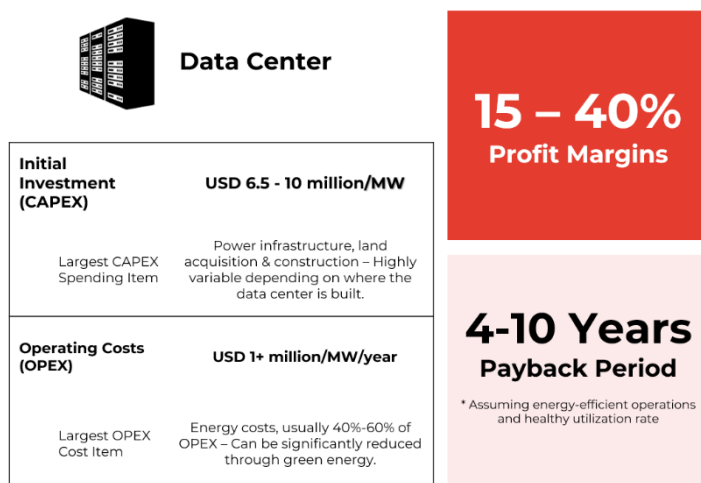 Data Center
15 – 40%
Profit Margins
Initial
Investment
(CAPEX)
USD 6.5 - 10 million/MW
Largest CAPEX
Spending Item
Power infrastructure, land
acquisition & construction – Highly
variable depending on where the
data center is built.
Operating Costs
(OPEX)
USD 1+ million/MW/year
Largest OPEX
Cost Item
Energy costs, usually 40%-60% of
OPEX – Can be significantly reduced
through green energy.
4-10 Years
Payback Period
* Assuming energy-efficient operations
and healthy utilization rate